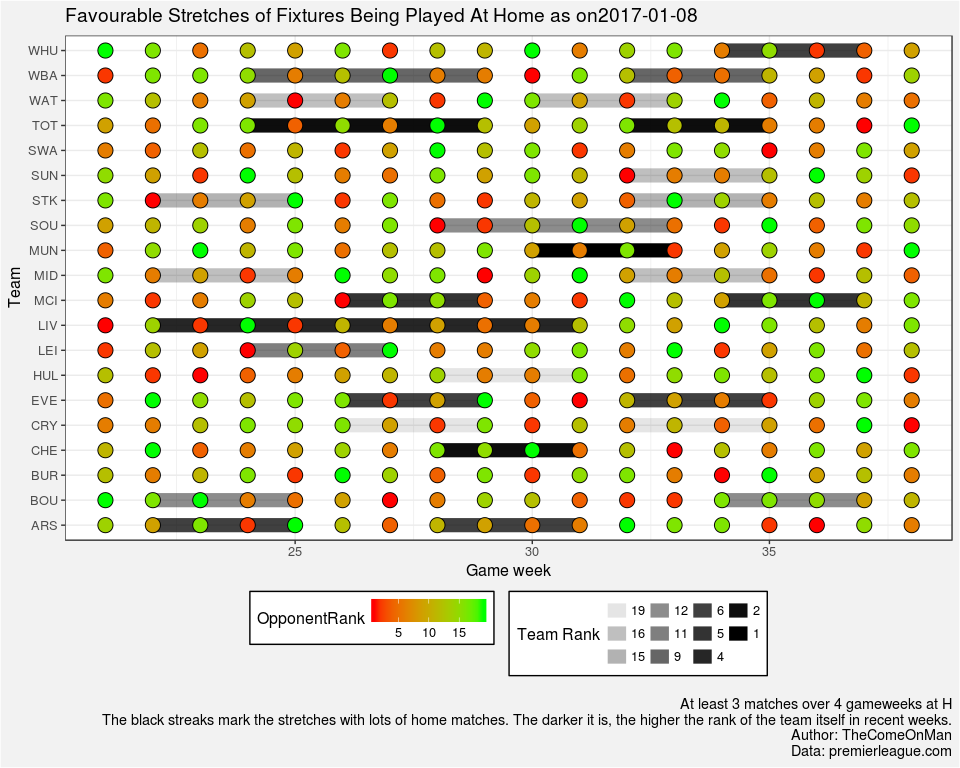 Favourable Stretches of Fixtures Being Played At Home as on2017-01-08
Team
WHU
WBA
WAT
TOT
SWA
SUN
STK
SOU
MUN
MID
MCI
LIV
LEI
HUL
EVE
CRY
CHE
BUR
BOU
ARS
25 30 35
Game week
OpponentRank
5 10 15
Team Rank
19 12 6 2
16 11 5 1
15 9 4
At least 3 matches over 4 gameweeks at H
The black streaks mark the stretches with lots of home matches. The darker it is, the higher the rank of the team itself in recent weeks.
Author: TheComeOnMan
Data: premierleague.com